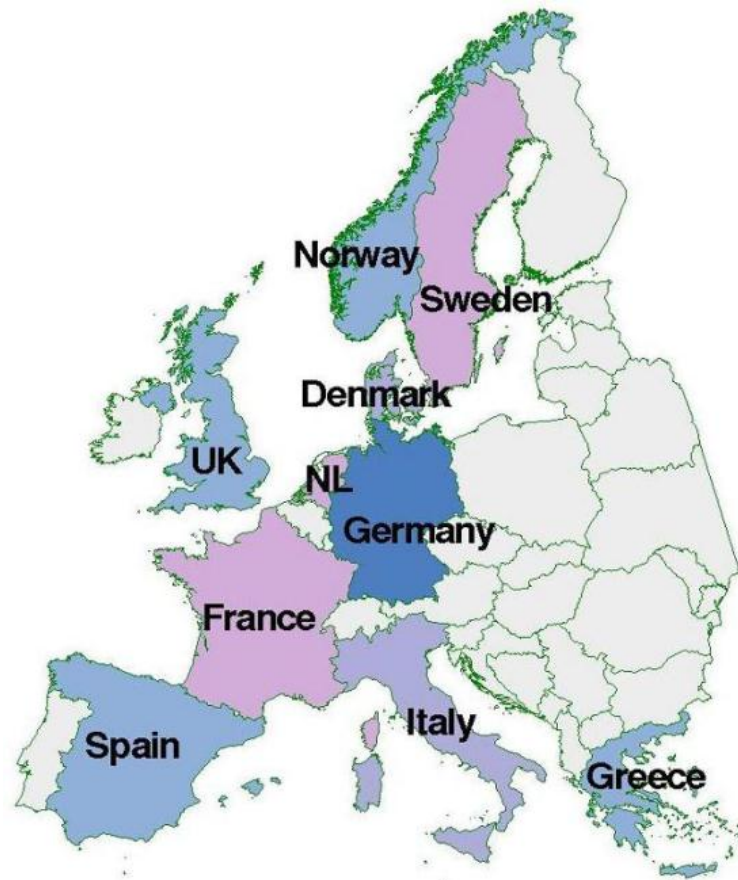 Norway
Sweden
Denmark
UK
NL
Germany
France
Italy
Spain
Greece